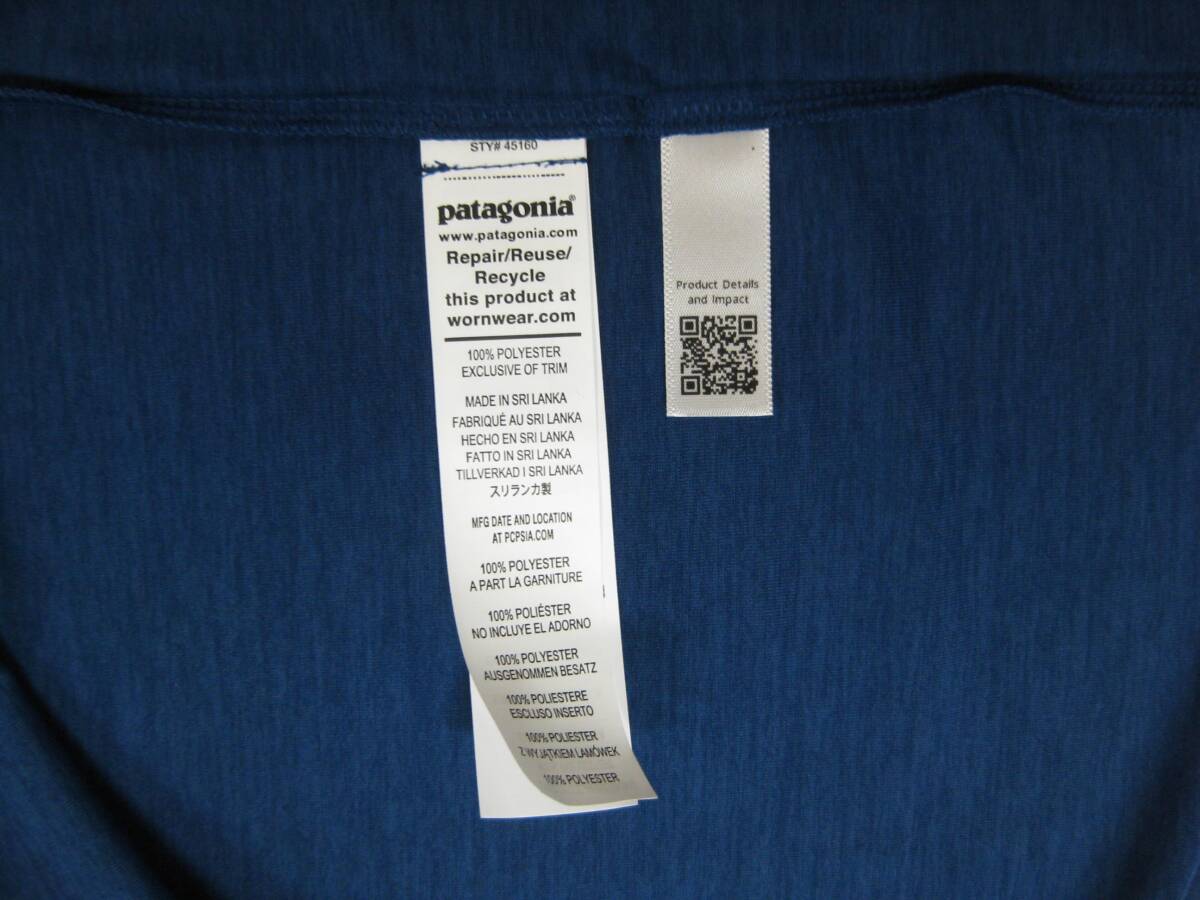 STY# 45160
patagonia®
www.patagonia.com
Repair/Reuse/
Recycle
this product at
wornwear.com
100% POLYESTER
EXCLUSIVE OF TRIM
MADE IN SRI LANKA
FABRIQUÉ AU SRI LANKA
HECHO EN SRI LANKA
FATTO IN SRI LANKA
TILLVERKAD I SRI LANKA
スリランカ製
MFG DATE AND LOCATION
AT PCPSIA.COM
100% POLYESTER
A PART LA GARNITURE
100% POLIÉSTER
NO INCLUYE EL ADORNO
100% POLYESTER
AUSGENOMMEN BESATZ
100% POLIESTERE
ESCLUSO INSERTO
100% POLIESTER
Z WYJĄTKIEM LAMÓWEK
100% POLYESTER
Product Details
and Impact